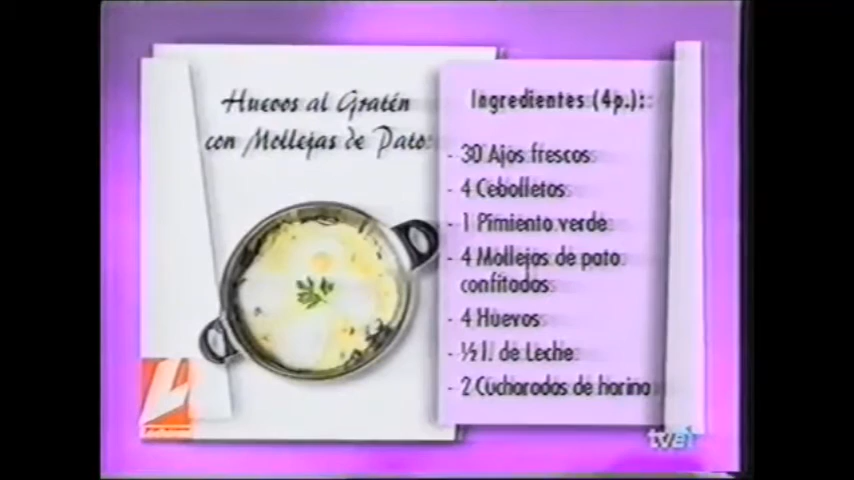 Huevos al Gratén
con Mollejas de Pato:
Ingredientes (4p.)::
- 30 Ajos frescos
- 4 Cebolletas
- 1 Pimiento verde
- 4 Mollejas de pato
confitadas
- 4 Huevos
- ½ l. de Leche
- 2 Cucharadas de harina
tve1